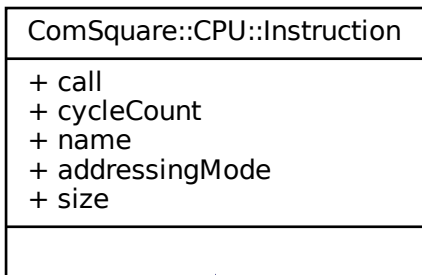 ComSquare::CPU::Instruction
+ call
+ cycleCount
+ name
+ addressingMode
+ size